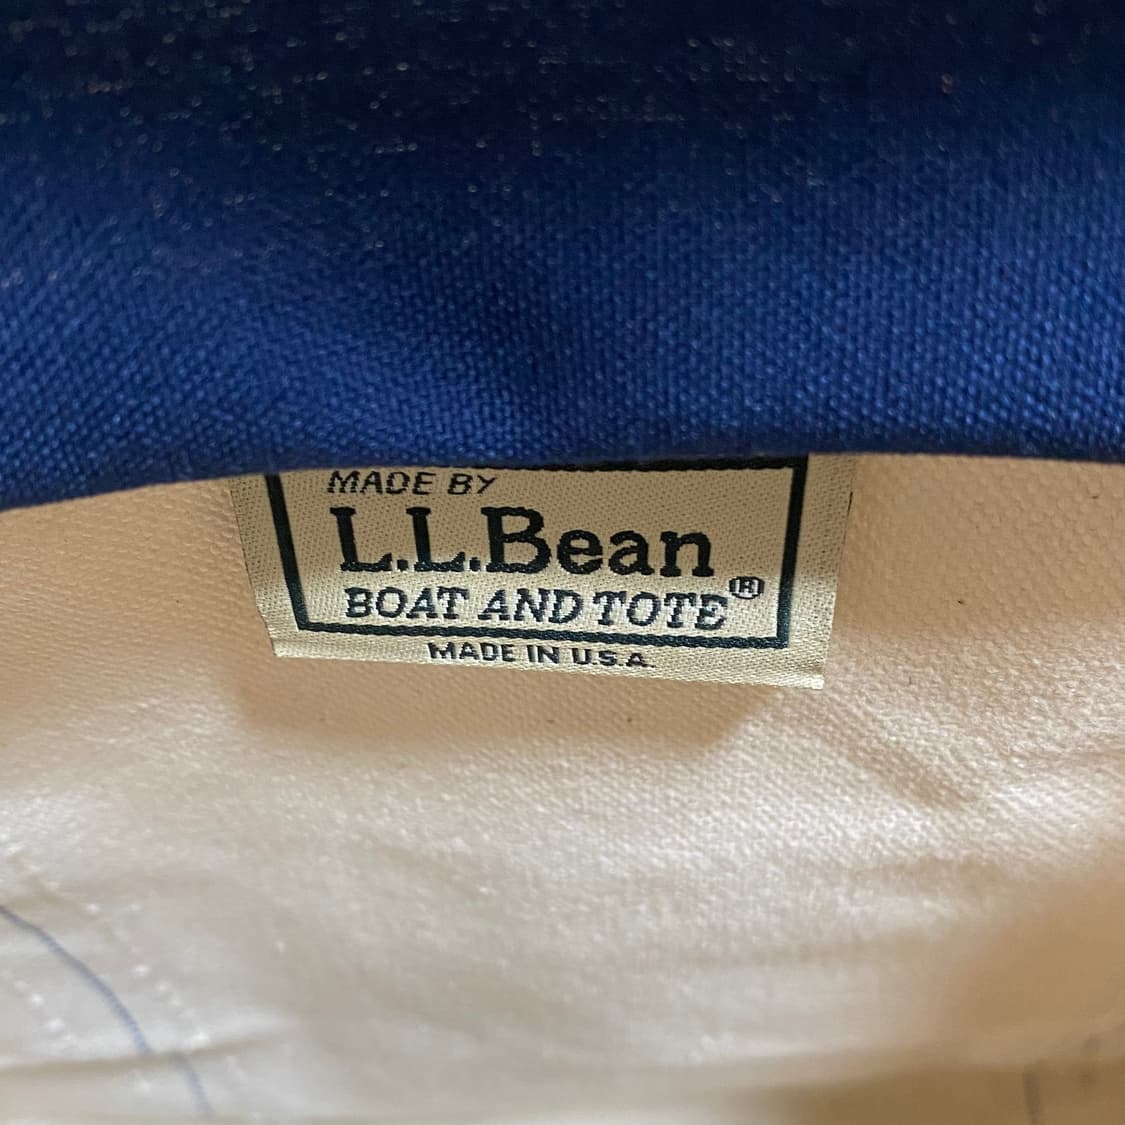 MADE BY
L.L.Bean
BOAT AND TOTE®
MADE IN U.S.A.